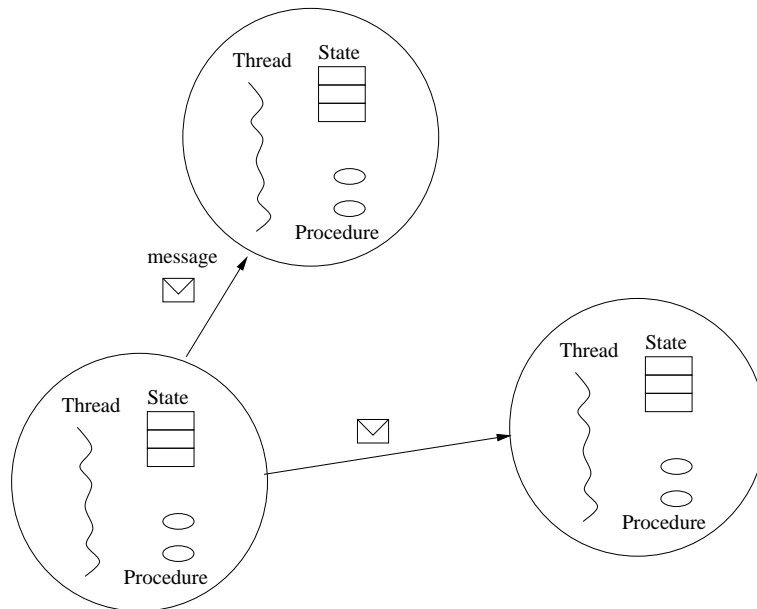 Thread
State
Procedure
message
Thread
State
Procedure
Thread
State
Procedure